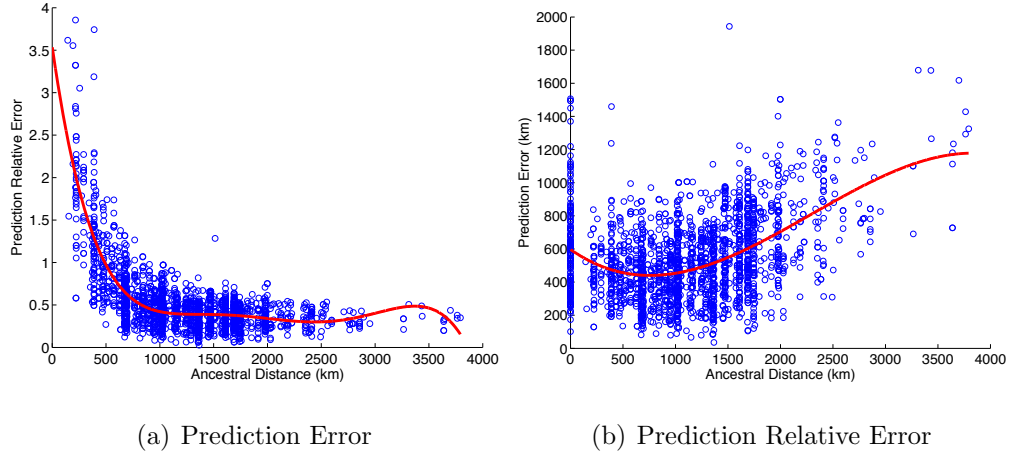 4
3.5
3
2.5
2
1.5
1
0.5
0
Prediction Relative Error
0 500 1000 1500 2000 2500 3000 3500 4000
Ancestral Distance (km)
(a) Prediction Error
2000
1800
1600
1400
1200
1000
800
600
400
200
0
Prediction Error (km)
0 500 1000 1500 2000 2500 3000 3500 4000
Ancestral Distance (km)
(b) Prediction Relative Error